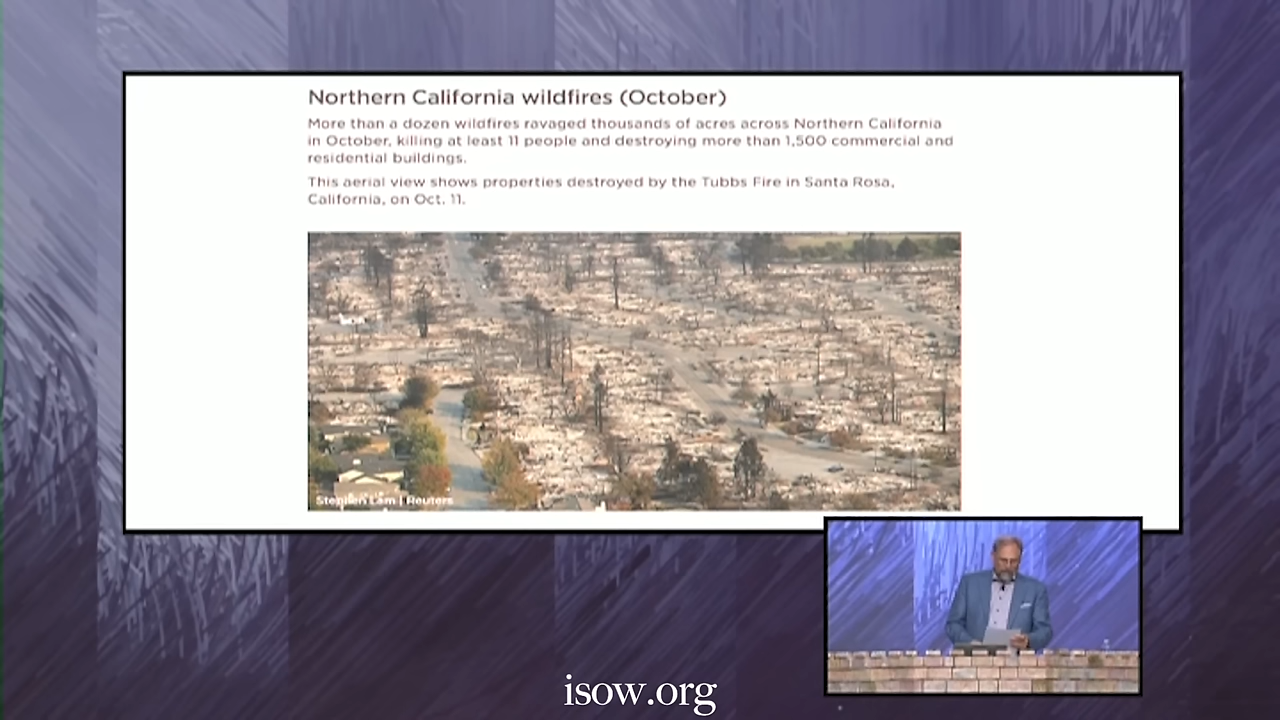 Northern California wildfires (October)
More than a dozen wildfires ravaged thousands of acres across Northern California
in October, killing at least 11 people and destroying more than 1,500 commercial and
residential buildings.
This aerial view shows properties destroyed by the Tubbs Fire in Santa Rosa,
California, on Oct. 11.
Stephen Lam | Reuters
isow.org